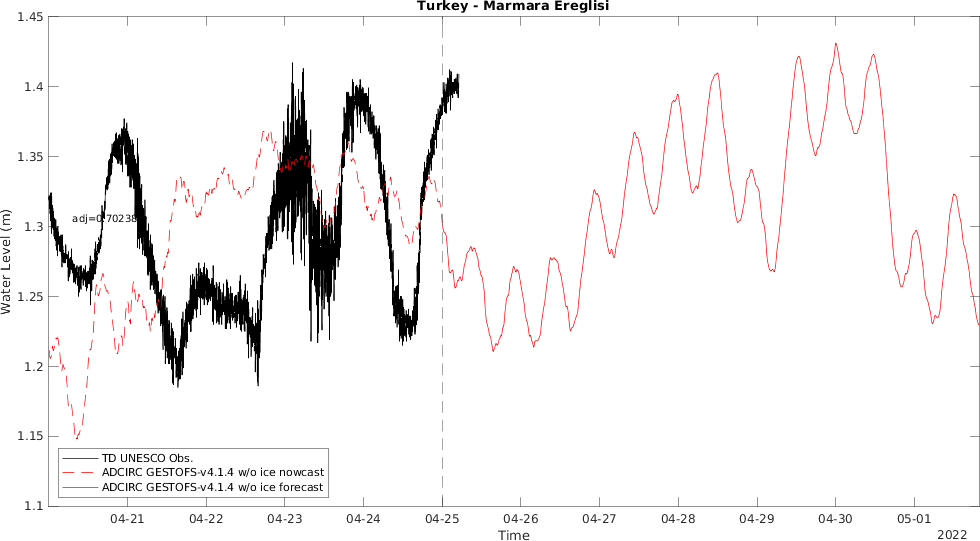 Turkey - Marmara Ereglisi
1.45
1.4
1.35
1.3
1.25
1.2
1.15
1.1
Water Level (m)
adj=0.70238
TD UNESCO Obs.
ADCIRC GESTOFS-v4.1.4 w/o ice nowcast
ADCIRC GESTOFS-v4.1.4 w/o ice forecast
04-21 04-22 04-23 04-24 04-25 04-26 04-27 04-28 04-29 04-30 05-01
Time
2022